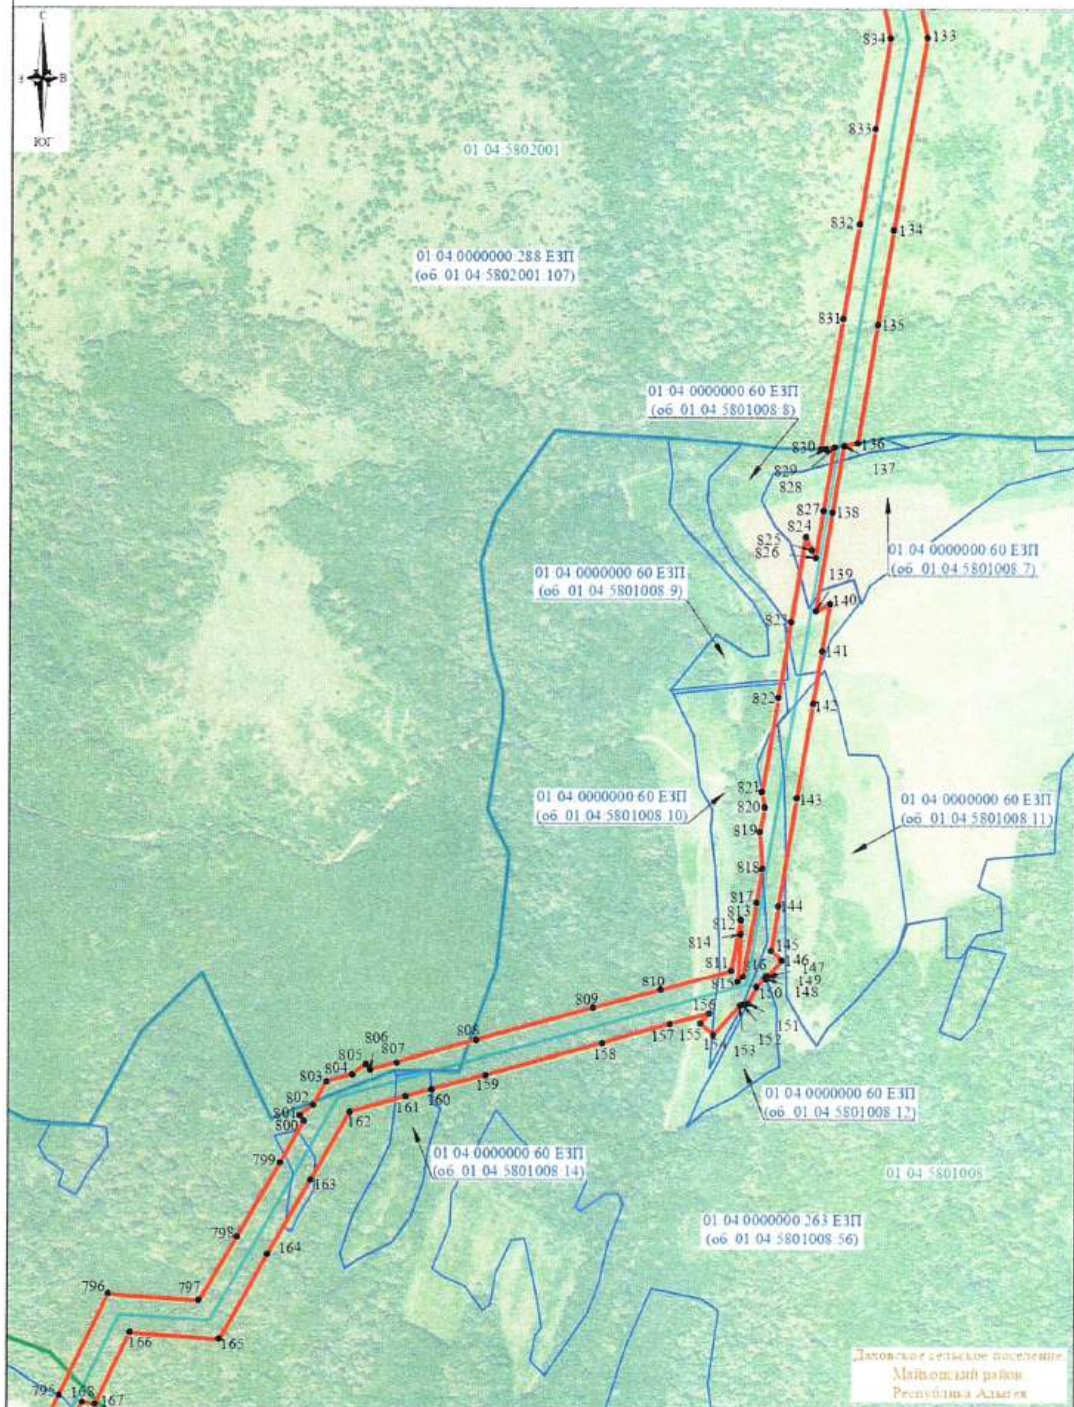 С
З
В
ЮГ
834
133
833
01 04 5802001
832
134
01 04 0000000 288 ЕЗП
(об. 01 04 5802001 107)
831
135
01 04 0000000 60 ЕЗП
(об. 01 04 5801008 8)
830
136
829
137
828
827
138
824
825
826
139
01 04 0000000 60 ЕЗП
(об. 01 04 5801008 7)
01 04 0000000 60 ЕЗП
(об. 01 04 5801008 9)
140
823
141
822
142
821
143
01 04 0000000 60 ЕЗП
(об. 01 04 5801008 10)
820
01 04 0000000 60 ЕЗП
(об. 01 04 5801008 11)
819
818
817
144
813
812
814
145
146
811
816
147
815
149
148
810
150
809
156
151
155
152
157
154
153
808
158
806
805
807
804
803
159
802
161
160
01 04 0000000 60 ЕЗП
(об. 01 04 5801008 12)
801
162
800
799
01 04 0000000 60 ЕЗП
(об. 01 04 5801008 14)
163
01 04 5801008
01 04 0000000 263 ЕЗП
(об. 01 04 5801008 56)
798
164
796
797
166
165
Даховское сельское поселение
Майкопский район
Республика Адыгея
795
168
167